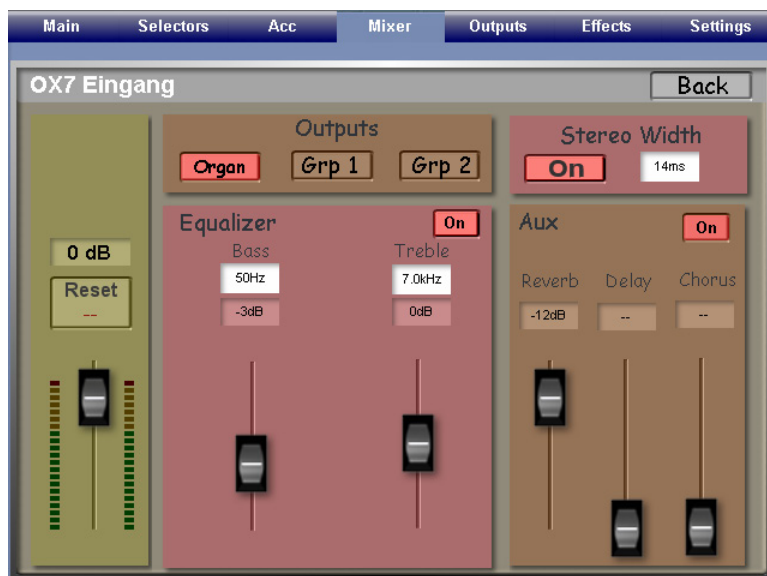 Main Selectors Acc Mixer Outputs Effects Settings
OX7 Eingang Back
Outputs
Organ Grp 1 Grp 2
Stereo Width
On 14ms
0 dB
Reset
--
Equalizer On
Bass Treble
50Hz 7.0kHz
-3dB 0dB
Aux On
Reverb Delay Chorus
-12dB -- --